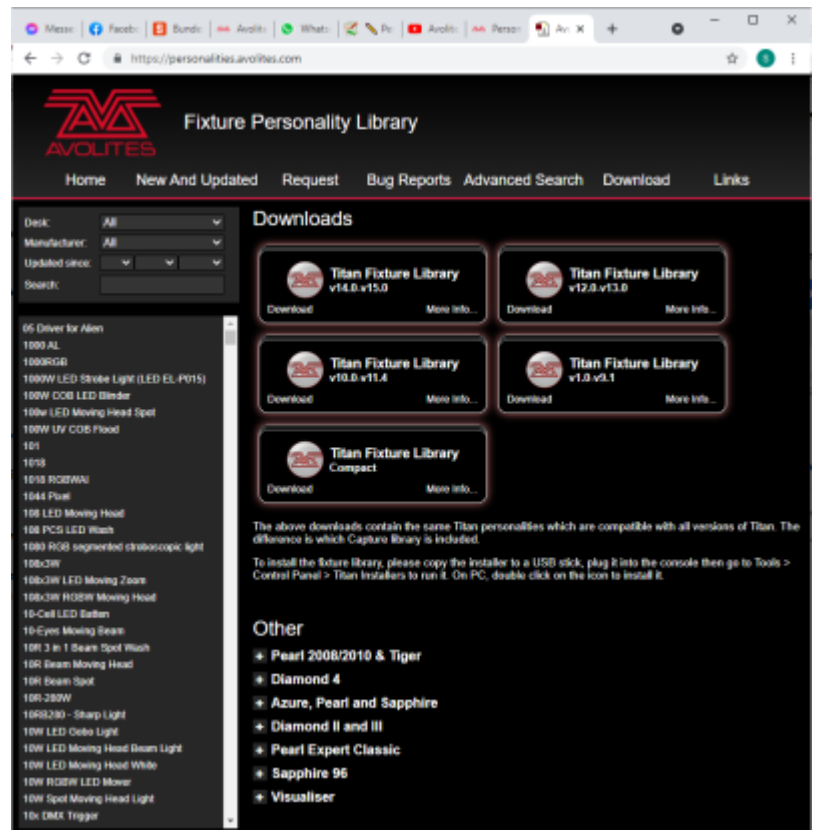 Messe
Faceb
Bundl
Avolite
Whats
Pe
Avolite
Person
Av
S
https://personalities.avolites.com
AVOLITES
Fixture Personality Library
Home New And Updated Request Bug Reports Advanced Search Download Links
Desk: All
Manufacturer: All
Updated since:
Search:
05 Driver for Alien
1000 AL
1000RGB
1000W LED Strobe Light (LED EL-P015)
100W COB LED Blinder
100w LED Moving Head Spot
100W UV COB Flood
101
1018
1018 RGBWAI
1044 Pixel
108 LED Moving Head
108 PCS LED Wash
1080 RGB segmented stroboscopic light
108x3W
108x3W LED Moving Zoom
108x3W RGBW Moving Head
10-Cell LED Batten
10-Eyes Moving Beam
10R 3 in 1 Beam Spot Wash
10R Beam Moving Head
10R Beam Spot
10R-280W
10RB280 - Sharp Light
10W LED Gobo Light
10W LED Moving Head Beam Light
10W LED Moving Head White
10W RGBW LED Mover
10W Spot Moving Head Light
10x DMX Trigger
Downloads
Titan Fixture Library
v14.0-v15.0
Download More Info...
Titan Fixture Library
v12.0-v13.0
Download More Info...
Titan Fixture Library
v10.0-v11.4
Download More Info...
Titan Fixture Library
v1.0-v9.1
Download More Info...
Titan Fixture Library
Compact
Download More Info...
The above downloads contain the same Titan personalities which are compatible with all versions of Titan. The
difference is which Capture library is included.
To install the fixture library, please copy the installer to a USB stick, plug it into the console then go to Tools >
Control Panel > Titan Installers to run it. On PC, double click on the icon to install it.
Other
+ Pearl 2008/2010 & Tiger
+ Diamond 4
+ Azure, Pearl and Sapphire
+ Diamond II and III
+ Pearl Expert Classic
+ Sapphire 96
+ Visualiser